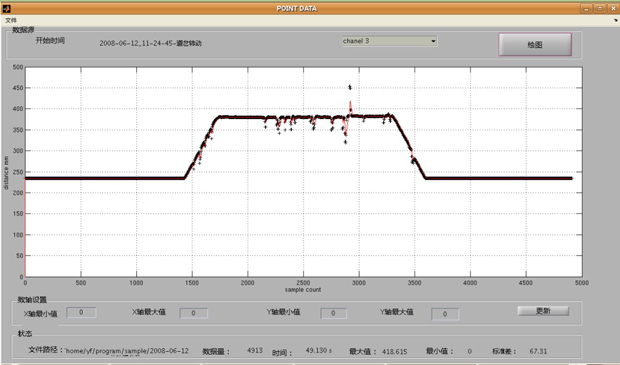 POINT DATA
文件
数据源
开始时间
2008-06-12_11-24-45-道岔转动
chanel 3
绘图
500
450
400
350
300
250
200
150
100
50
0
distance mm
0 500 1000 1500 2000 2500 3000 3500 4000 4500 5000
sample count
数轴设置
X轴最小值 0 X轴最大值 0 Y轴最小值 0 Y轴最大值 0 更新
状态
文件路径： 'home/yf/program/sample/2008-06-12 数据量： 4913 时间： 49.130 s 最大值： 418.615 最小值： 0 标准差： 67.31